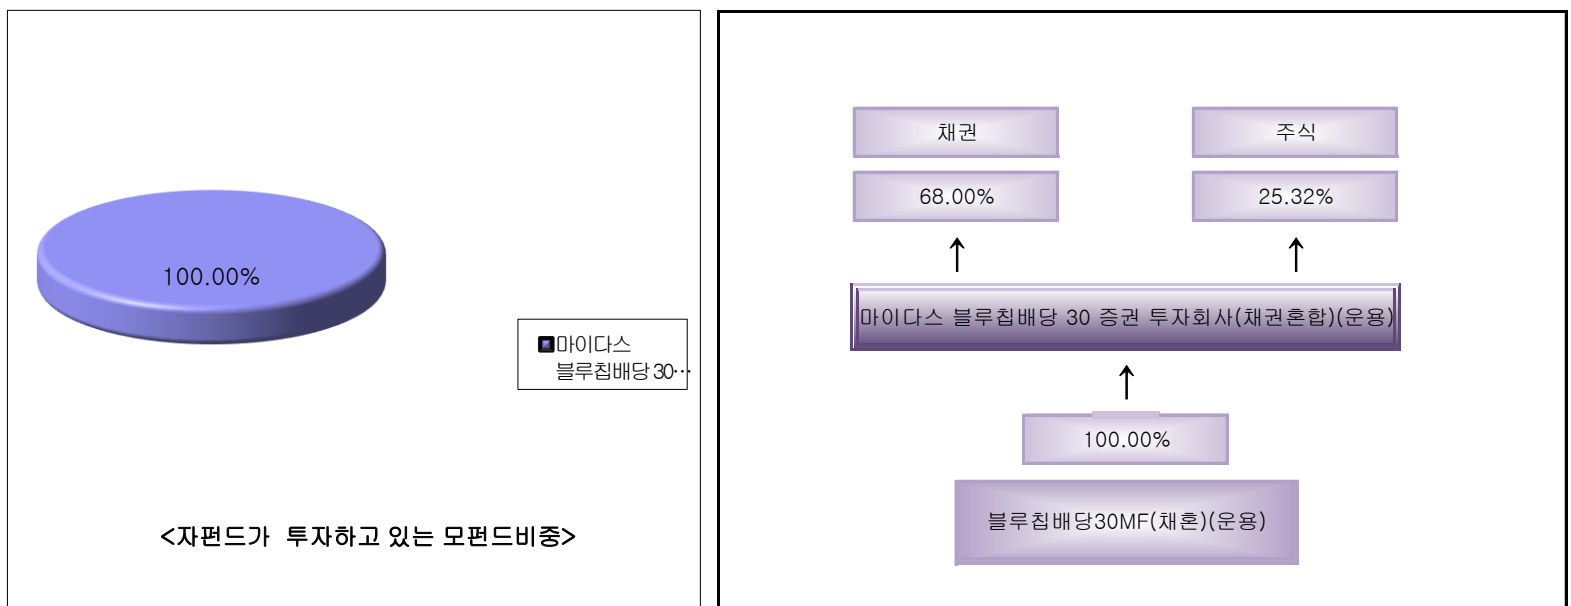 100.00%
마이다스
블루칩배당 30…
<자펀드가 투자하고 있는 모펀드비중>
채권
주식
68.00%
25.32%
마이다스 블루칩배당 30 증권 투자회사(채권혼합)(운용)
100.00%
블루칩배당30MF(채혼)(운용)